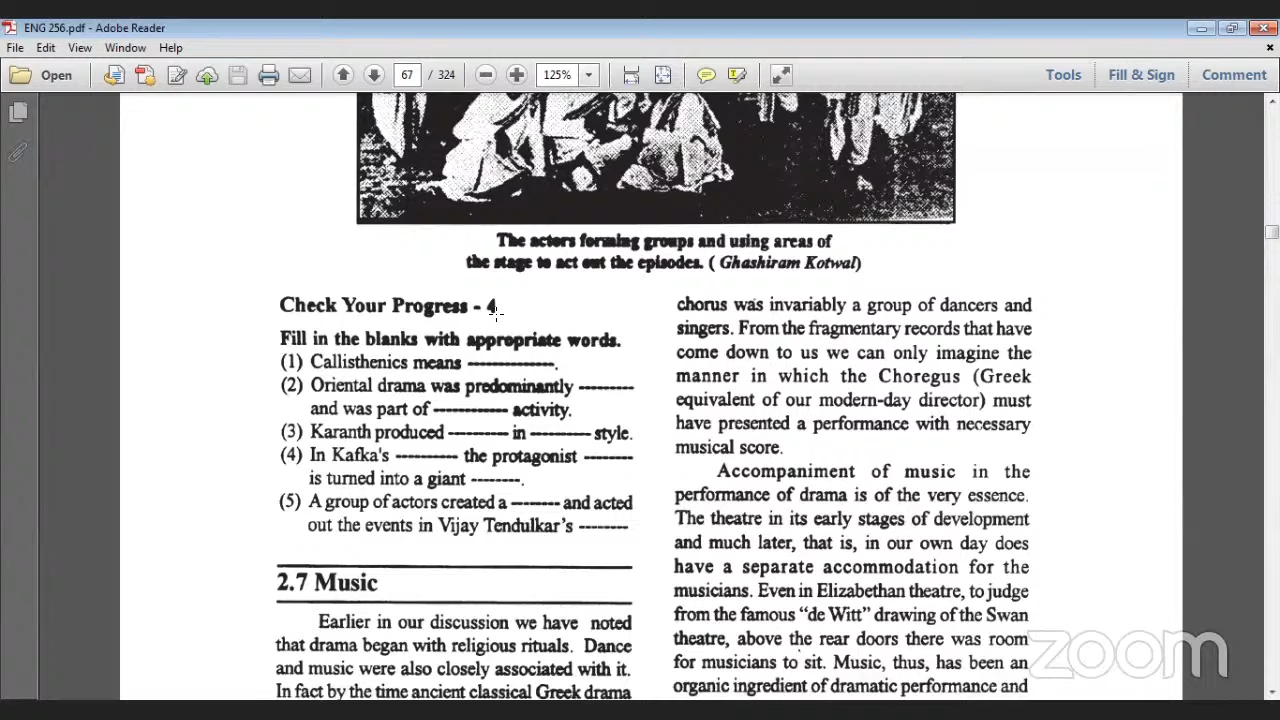 ENG 256.pdf - Adobe Reader
File Edit View Window Help
Open 67 / 324 125% Tools Fill & Sign Comment
The actors forming groups and using areas of
the stage to act out the episodes. ( Ghashiram Kotwal)
Check Your Progress - 4
Fill in the blanks with appropriate words.
(1) Callisthenics means -------------.
(2) Oriental drama was predominantly ---------
and was part of ------------ activity.
(3) Karanth produced ---------- in ---------- style.
(4) In Kafka's ---------- the protagonist --------
is turned into a giant --------.
(5) A group of actors created a -------- and acted
out the events in Vijay Tendulkar's --------
2.7 Music
Earlier in our discussion we have noted
that drama began with religious rituals. Dance
and music were also closely associated with it.
In fact by the time ancient classical Greek drama
chorus was invariably a group of dancers and
singers. From the fragmentary records that have
come down to us we can only imagine the
manner in which the Choregus (Greek
equivalent of our modern-day director) must
have presented a performance with necessary
musical score.
Accompaniment of music in the
performance of drama is of the very essence.
The theatre in its early stages of development
and much later, that is, in our own day does
have a separate accommodation for the
musicians. Even in Elizabethan theatre, to judge
from the famous “de Witt” drawing of the Swan
theatre, above the rear doors there was room
for musicians to sit. Music, thus, has been an
organic ingredient of dramatic performance and
zoom